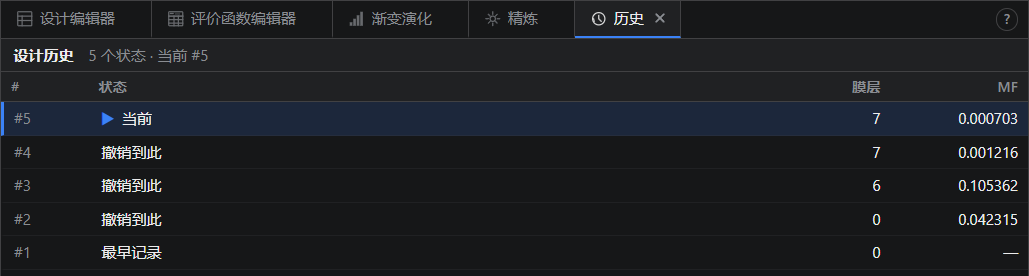 设计编辑器 评价函数编辑器 渐变演化 精炼 历史 × ?
设计历史 5 个状态 · 当前 #5
# 状态 膜层 MF
#5 ▶ 当前 7 0.000703
#4 撤销到此 7 0.001216
#3 撤销到此 6 0.105362
#2 撤销到此 0 0.042315
#1 最早记录 0 —